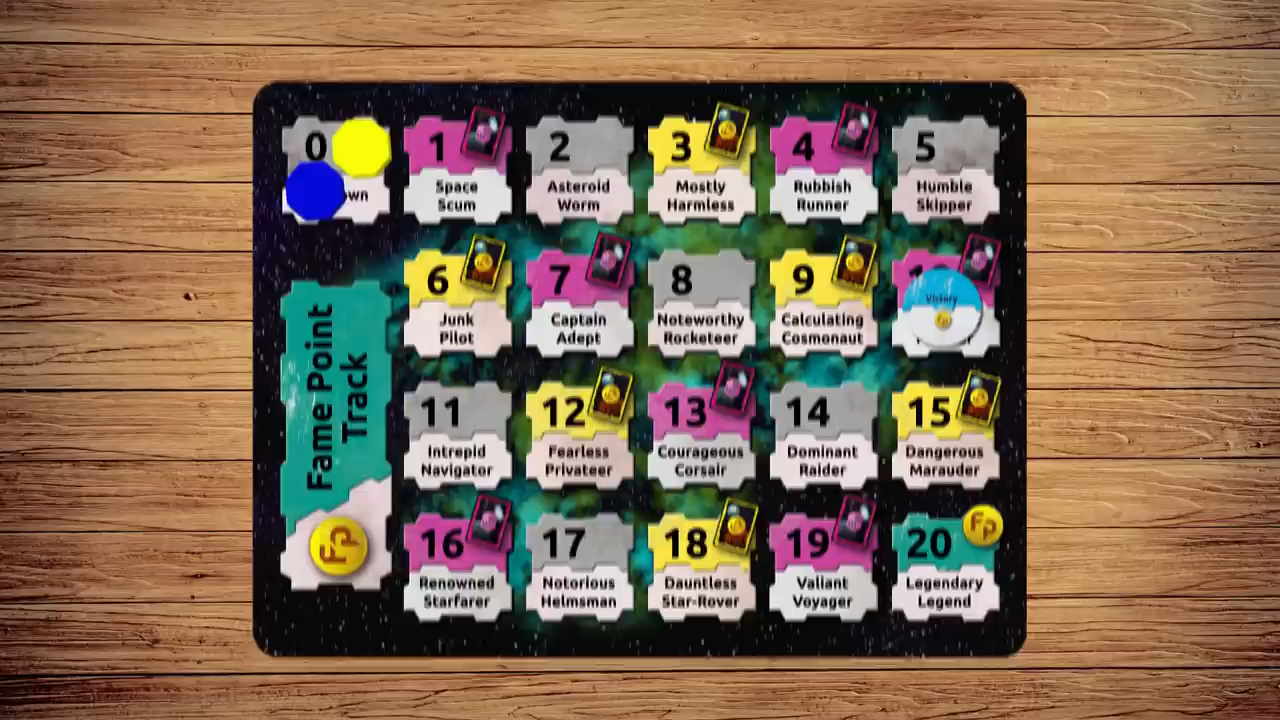 0
1
Space
Scum
2
Asteroid
Worm
3
Mostly
Harmless
4
Rubbish
Runner
5
Humble
Skipper
Fame Point
Track
Fp
6
Junk
Pilot
7
Captain
Adept
8
Noteworthy
Rocketeer
9
Calculating
Cosmonaut
Victory
11
Intrepid
Navigator
12
Fearless
Privateer
13
Courageous
Corsair
14
Dominant
Raider
15
Dangerous
Marauder
16
Renowned
Starfarer
17
Notorious
Helmsman
18
Dauntless
Star-Rover
19
Valiant
Voyager
20
Fp
Legendary
Legend